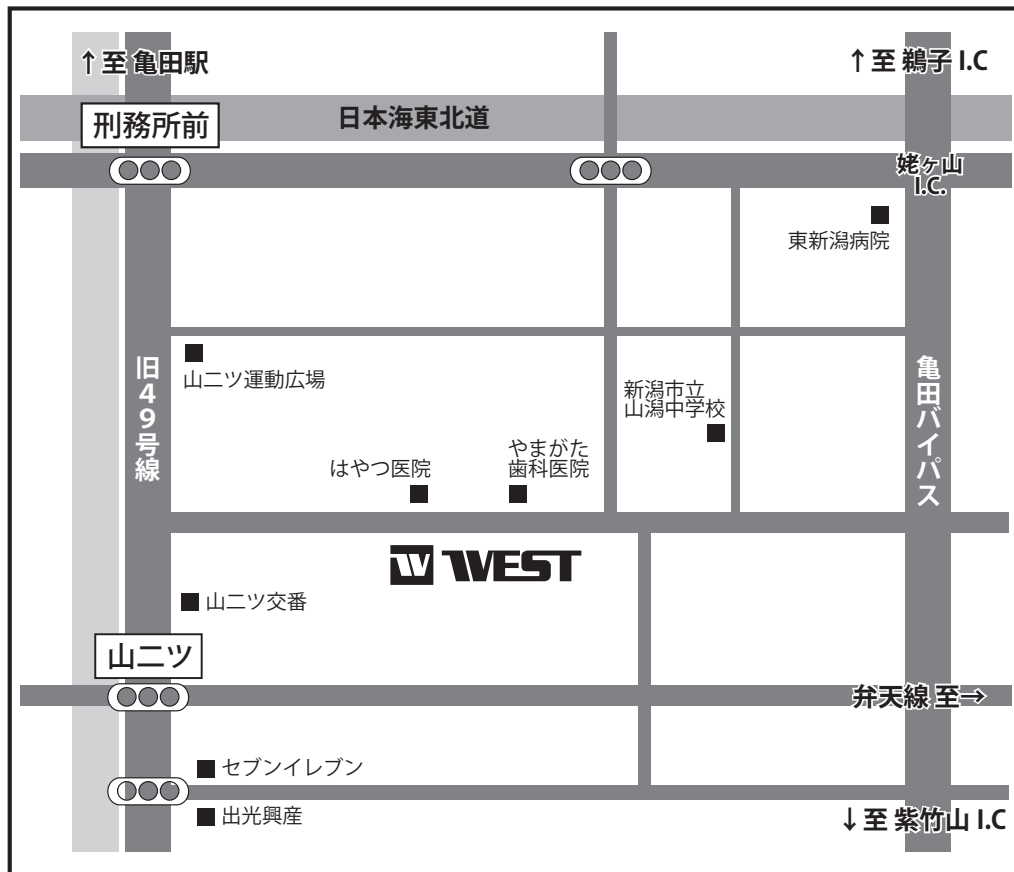 ↑至 亀田駅
↑至 鵜子 I.C
刑務所前
日本海東北道
姥ヶ山
I.C.
東新潟病院
旧49号線
山二ツ運動広場
新潟市立
山潟中学校
亀田バイパス
はやつ医院
やまがた
歯科医院
W WEST
山二ツ交番
山二ツ
弁天線 至→
セブンイレブン
出光興産
↓至 紫竹山 I.C